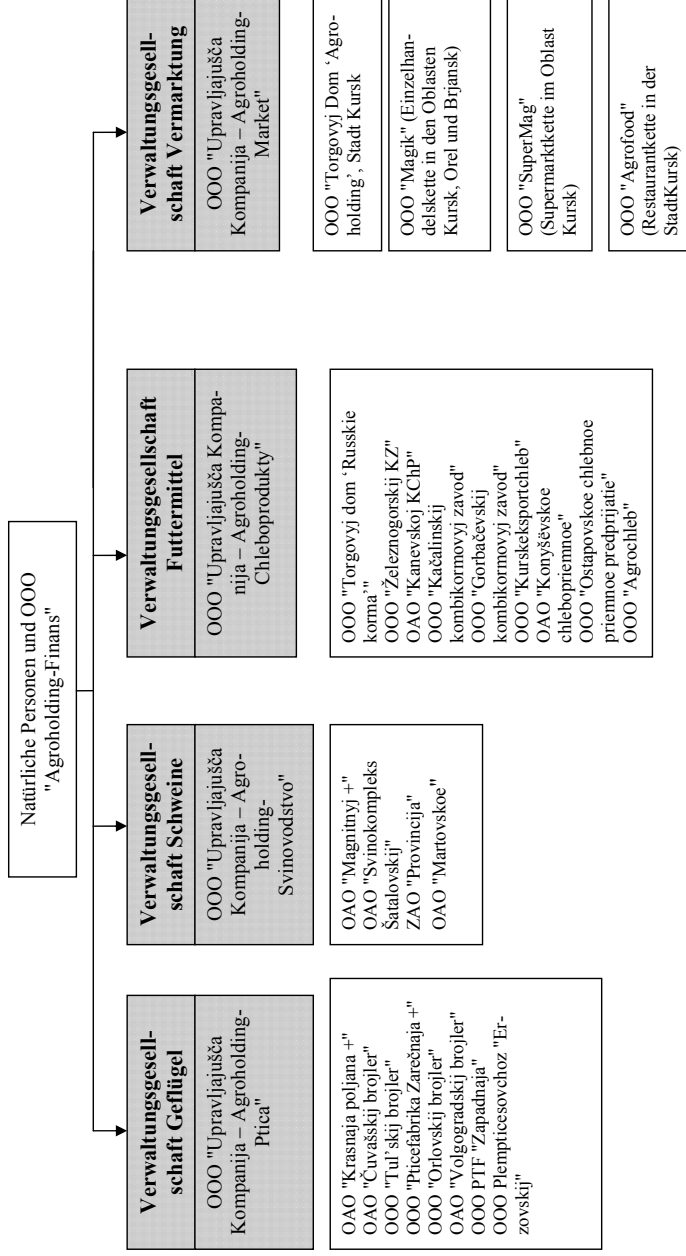 Natürliche Personen und OOO
"Agroholding-Finans"
Verwaltungsgesell-
schaft Geflügel
OOO "Upravljajušča
Kompanija – Agroholding-
Ptica"
OAO "Krasnaja poljana +"
OAO "Čuvašskij brojler"
OOO "Tul’skij brojler"
OOO "Pticefabrika Zarečnaja +"
OOO "Orlovskij brojler"
OAO "Volgogradskij brojler"
OOO PTF "Zapadnaja"
OOO Plempticesovchoz "Er-
zovskij"
Verwaltungsgesell-
schaft Schweine
OOO "Upravljajušča
Kompanija – Agro-
holding-
Svinovodstvo"
OAO "Magnitnyj +"
OAO "Svinokompleks
Šatalovskij"
ZAO "Provincija"
OAO "Martovskoe"
Verwaltungsgesellschaft
Futtermittel
OOO "Upravljajušča Kompa-
nija – Agroholding-
Chleboprodukty"
OOO "Torgovyj dom ‘Russkie
korma’"
OOO "Železnogorskij KZ"
OAO "Kanevskoj KChP"
OOO "Kačalinskij
kombikormovyj zavod"
OOO "Gorbačevskij
kombikormovyj zavod"
OOO "Kurskeksportchleb"
OAO "Konyšëvskoe
chlebopriemnoe"
OOO "Ostapovskoe chlebnoe
priemnoe predprijatie"
OOO "Agrochleb"
Verwaltungsgesell-
schaft Vermarktung
OOO "Upravljajušča
Kompanija – Agroholding-
Market"
OOO "Torgovyj Dom ‘Agro-
holding’, Stadt Kursk
OOO "Magik" (Einzelhan-
delskette in den Oblasten
Kursk, Orel und Brjansk)
OOO "SuperMag"
(Supermarktkette im Oblast
Kursk)
OOO "Agrofood"
(Restaurantkette in der
StadtKursk)